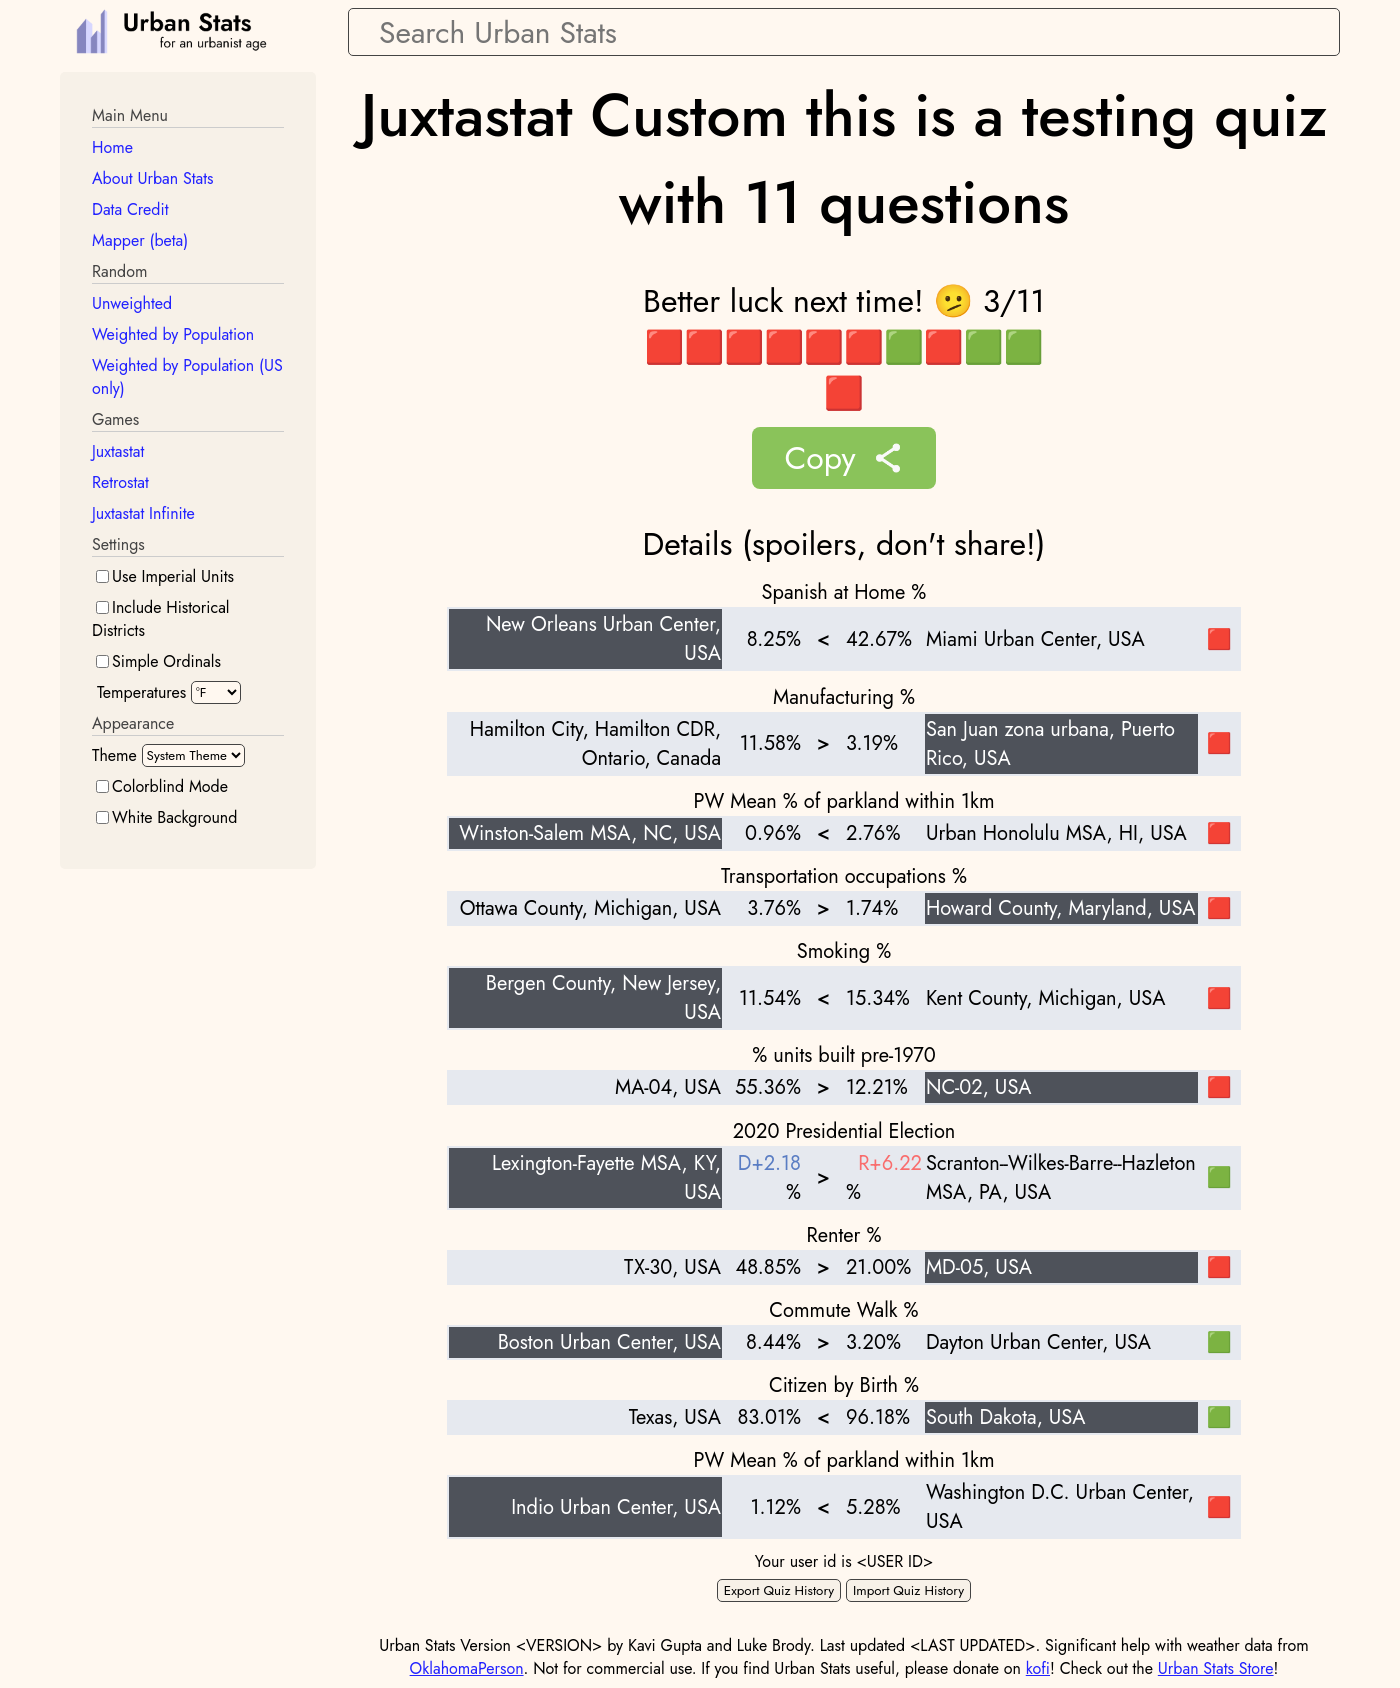 Urban Stats
for an urbanist age
Search Urban Stats
Main Menu
Home
About Urban Stats
Data Credit
Mapper (beta)
Random
Unweighted
Weighted by Population
Weighted by Population (US
only)
Games
Juxtastat
Retrostat
Juxtastat Infinite
Settings
Use Imperial Units
Include Historical
Districts
Simple Ordinals
Temperatures °F
Appearance
Theme System Theme
Colorblind Mode
White Background
Juxtastat Custom this is a testing quiz
with 11 questions
Better luck next time! 🫤 3/11
🟥🟥🟥🟥🟥🟥🟩🟥🟩🟩
🟥
Copy
Details (spoilers, don't share!)
Spanish at Home %
New Orleans Urban Center,
USA
8.25% < 42.67% Miami Urban Center, USA 🟥
Manufacturing %
Hamilton City, Hamilton CDR,
Ontario, Canada
11.58% > 3.19%
San Juan zona urbana, Puerto
Rico, USA
🟥
PW Mean % of parkland within 1km
Winston-Salem MSA, NC, USA 0.96% < 2.76% Urban Honolulu MSA, HI, USA 🟥
Transportation occupations %
Ottawa County, Michigan, USA 3.76% > 1.74% Howard County, Maryland, USA 🟥
Smoking %
Bergen County, New Jersey,
USA
11.54% < 15.34% Kent County, Michigan, USA 🟥
% units built pre-1970
MA-04, USA 55.36% > 12.21% NC-02, USA 🟥
2020 Presidential Election
Lexington-Fayette MSA, KY,
USA
D+2.18
%
>
R+6.22
%
Scranton--Wilkes-Barre--Hazleton
MSA, PA, USA
🟩
Renter %
TX-30, USA 48.85% > 21.00% MD-05, USA 🟥
Commute Walk %
Boston Urban Center, USA 8.44% > 3.20% Dayton Urban Center, USA 🟩
Citizen by Birth %
Texas, USA 83.01% < 96.18% South Dakota, USA 🟩
PW Mean % of parkland within 1km
Indio Urban Center, USA 1.12% < 5.28%
Washington D.C. Urban Center,
USA
🟥
Your user id is <USER ID>
Export Quiz History Import Quiz History
Urban Stats Version <VERSION> by Kavi Gupta and Luke Brody. Last updated <LAST UPDATED>. Significant help with weather data from
OklahomaPerson. Not for commercial use. If you find Urban Stats useful, please donate on kofi! Check out the Urban Stats Store!